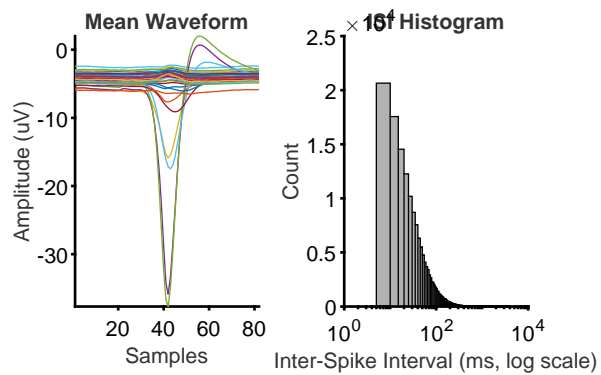 Mean Waveform
0
-10
-20
-30
Amplitude (uV)
20 40 60 80
Samples
× 10⁴
ISI Histogram
2.5
2
1.5
1
0.5
0
Count
10⁰ 10² 10⁴
Inter-Spike Interval (ms, log scale)